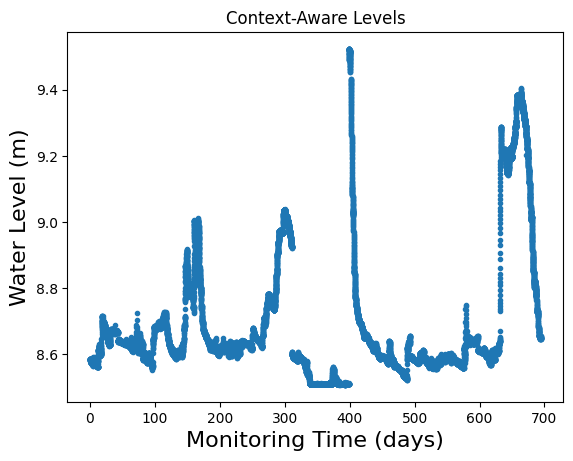 Context-Aware Levels
Water Level (m)
9.4
9.2
9.0
8.8
8.6
0 100 200 300 400 500 600 700
Monitoring Time (days)